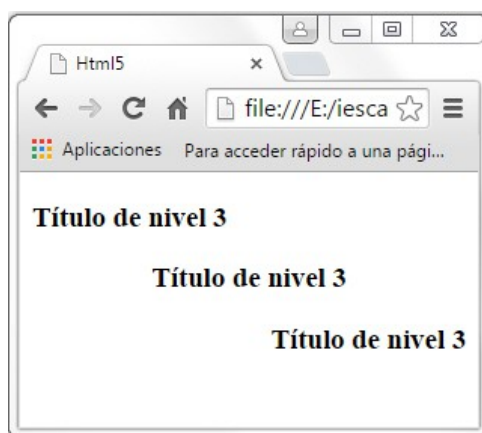 Html5
file:///E:/iesca
Aplicaciones Para acceder rápido a una pági...
Título de nivel 3
Título de nivel 3
Título de nivel 3